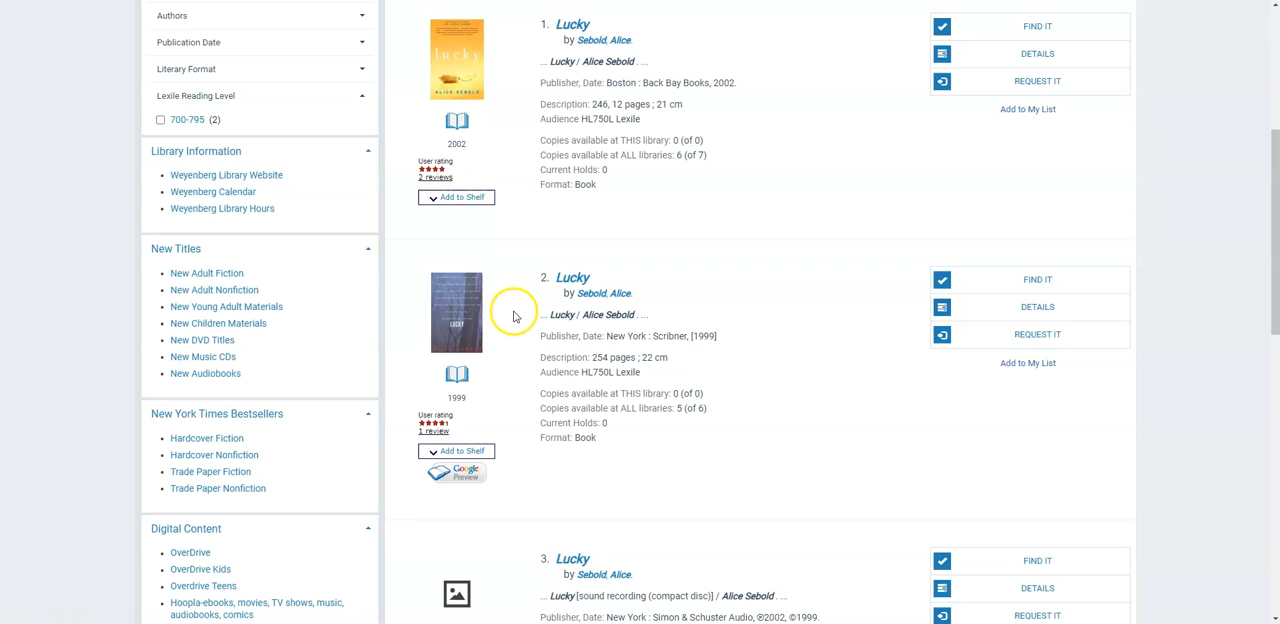 Authors
Publication Date
Literary Format
Lexile Reading Level
700-795 (2)
Library Information
Weyenberg Library Website
Weyenberg Calendar
Weyenberg Library Hours
New Titles
New Adult Fiction
New Adult Nonfiction
New Young Adult Materials
New Children Materials
New DVD Titles
New Music CDs
New Audiobooks
New York Times Bestsellers
Hardcover Fiction
Hardcover Nonfiction
Trade Paper Fiction
Trade Paper Nonfiction
Digital Content
OverDrive
OverDrive Kids
Overdrive Teens
Hoopla-ebooks, movies, TV shows, music,
audiobooks, comics
lucky
ALICE SEBOLD
2002
User rating
2 reviews
Add to Shelf
1. Lucky
by Sebold, Alice.
... Lucky / Alice Sebold . ...
Publisher, Date: Boston : Back Bay Books, 2002.
Description: 246, 12 pages ; 21 cm
Audience HL750L Lexile
Copies available at THIS library: 0 (of 0)
Copies available at ALL libraries: 6 (of 7)
Current Holds: 0
Format: Book
FIND IT
DETAILS
REQUEST IT
Add to My List
LUCKY
1999
User rating
1 review
Add to Shelf
Google
Preview
2. Lucky
by Sebold, Alice.
... Lucky / Alice Sebold . ...
Publisher, Date: New York : Scribner, [1999]
Description: 254 pages ; 22 cm
Audience HL750L Lexile
Copies available at THIS library: 0 (of 0)
Copies available at ALL libraries: 5 (of 6)
Current Holds: 0
Format: Book
FIND IT
DETAILS
REQUEST IT
Add to My List
3. Lucky
by Sebold, Alice.
... Lucky [sound recording (compact disc)] / Alice Sebold . ...
Publisher, Date: New York : Simon & Schuster Audio, ℗2002, ©1999.
FIND IT
DETAILS
REQUEST IT